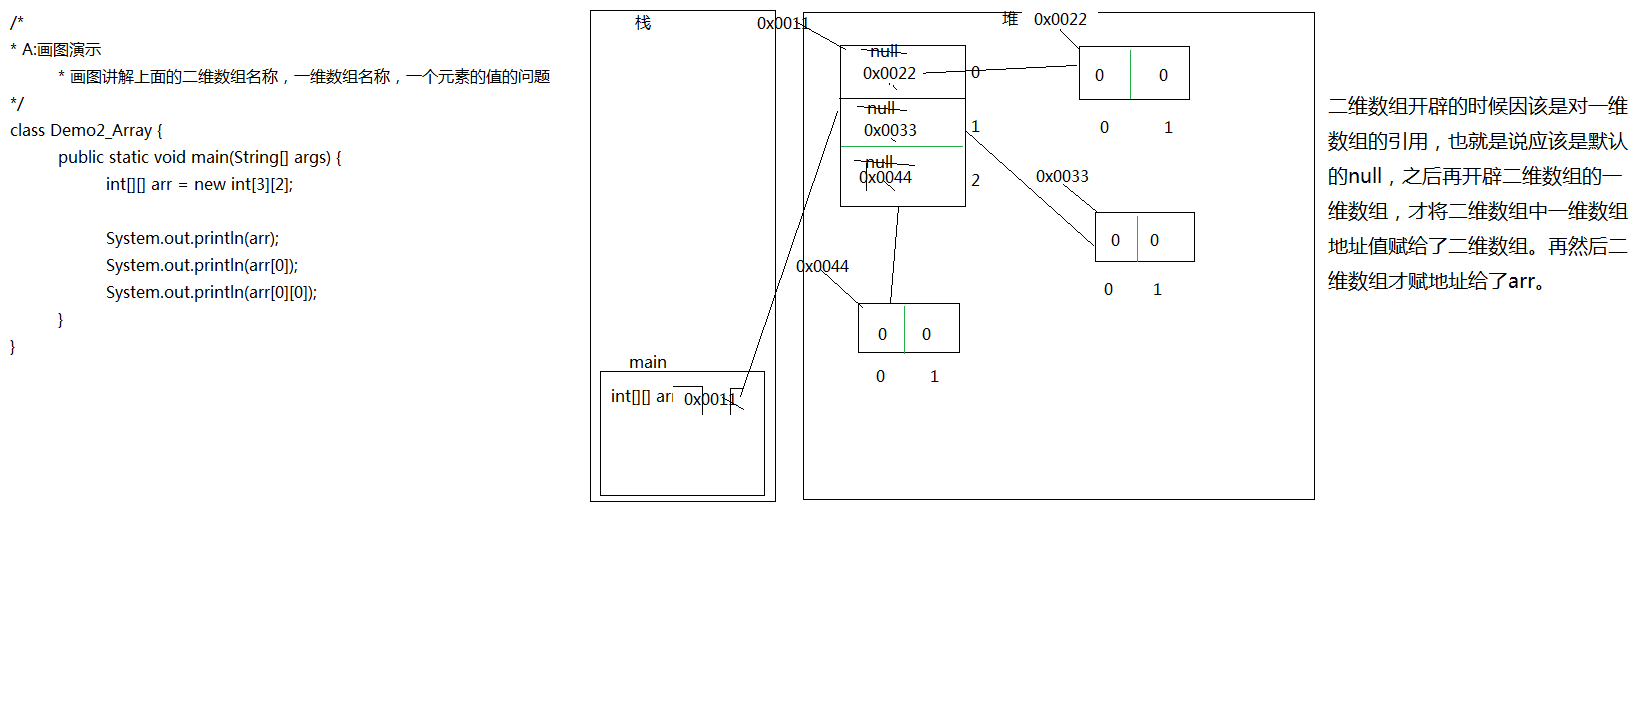 /*
* A:画图演示
* 画图讲解上面的二维数组名称，一维数组名称，一个元素的值的问题
*/
class Demo2_Array {
public static void main(String[] args) {
int[][] arr = new int[3][2];
System.out.println(arr);
System.out.println(arr[0]);
System.out.println(arr[0][0]);
}
}
栈
0x0011
main
int[][] arr
0x0011
堆
0x0022
null
0x0022
0
null
0x0033
1
null
0x0044
2
0 0
0 1
0x0033
0 0
0 1
0x0044
0 0
0 1
二维数组开辟的时候因该是对一维
数组的引用，也就是说应该是默认
的null，之后再开辟二维数组的一
维数组，才将二维数组中一维数组
地址值赋给了二维数组。再然后二
维数组才赋地址给了arr。